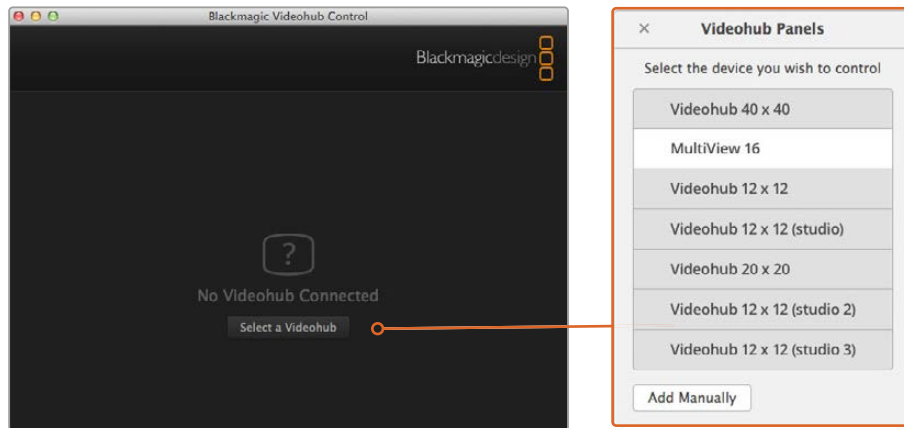 Blackmagic Videohub Control
Blackmagicdesign
?
No Videohub Connected
Select a Videohub
Videohub Panels
Select the device you wish to control
Videohub 40 x 40
MultiView 16
Videohub 12 x 12
Videohub 12 x 12 (studio)
Videohub 20 x 20
Videohub 12 x 12 (studio 2)
Videohub 12 x 12 (studio 3)
Add Manually